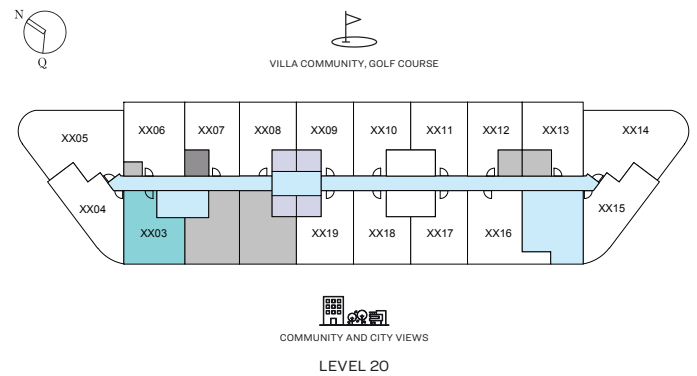 N
Q
VILLA COMMUNITY, GOLF COURSE
XX05
XX06
XX07
XX08
XX09
XX10
XX11
XX12
XX13
XX14
XX04
XX03
XX19
XX18
XX17
XX16
XX15
COMMUNITY AND CITY VIEWS
LEVEL 20